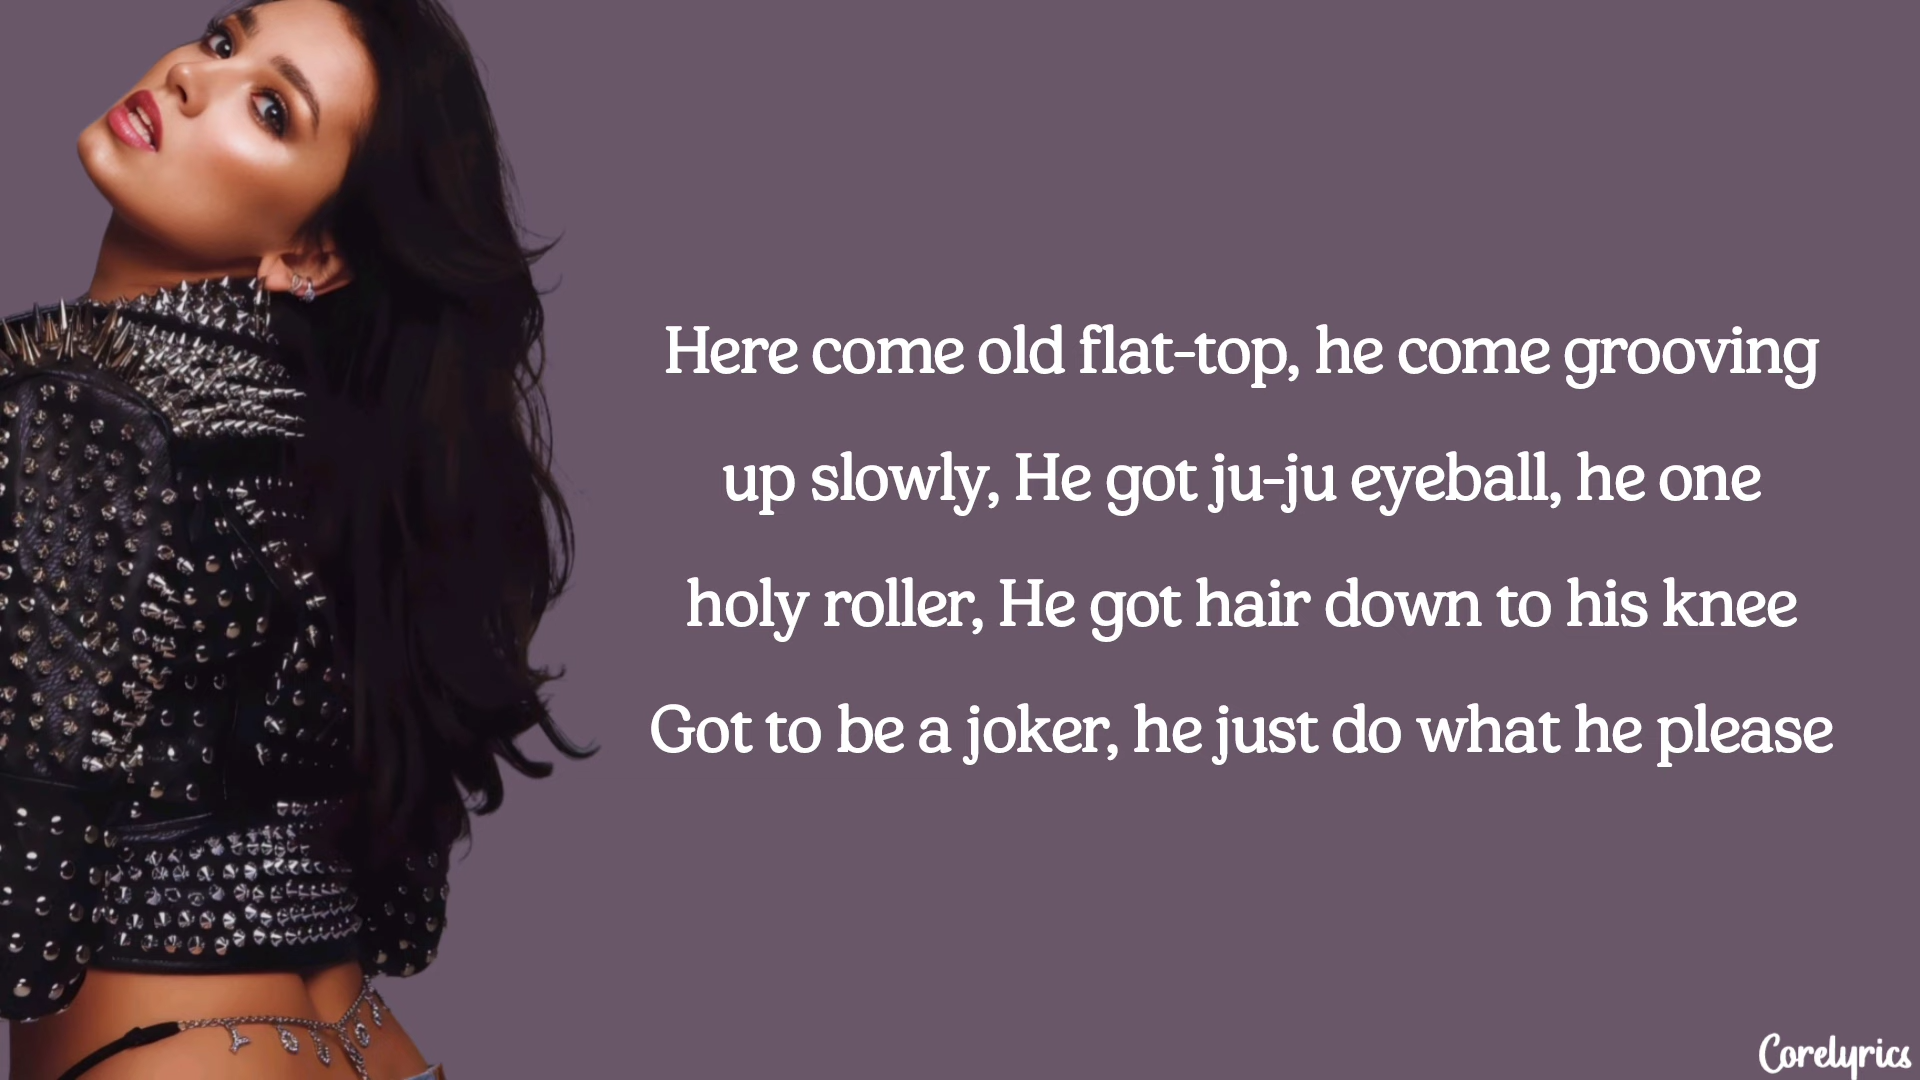 Here come old flat-top, he come grooving
up slowly, He got ju-ju eyeball, he one
holy roller, He got hair down to his knee
Got to be a joker, he just do what he please
Corelyrics